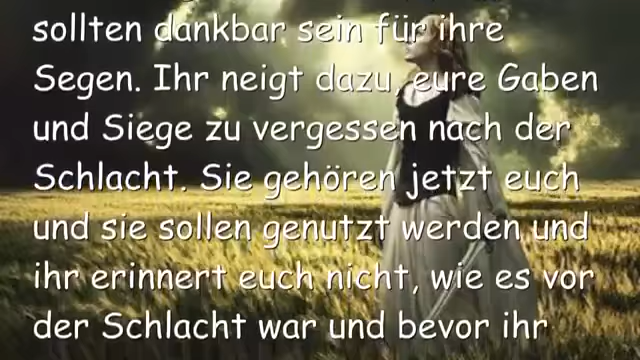 sollten dankbar sein für ihre
Segen. Ihr neigt dazu, eure Gaben
und Siege zu vergessen nach der
Schlacht. Sie gehören jetzt euch
und sie sollen genutzt werden und
ihr erinnert euch nicht, wie es vor
der Schlacht war und bevor ihr